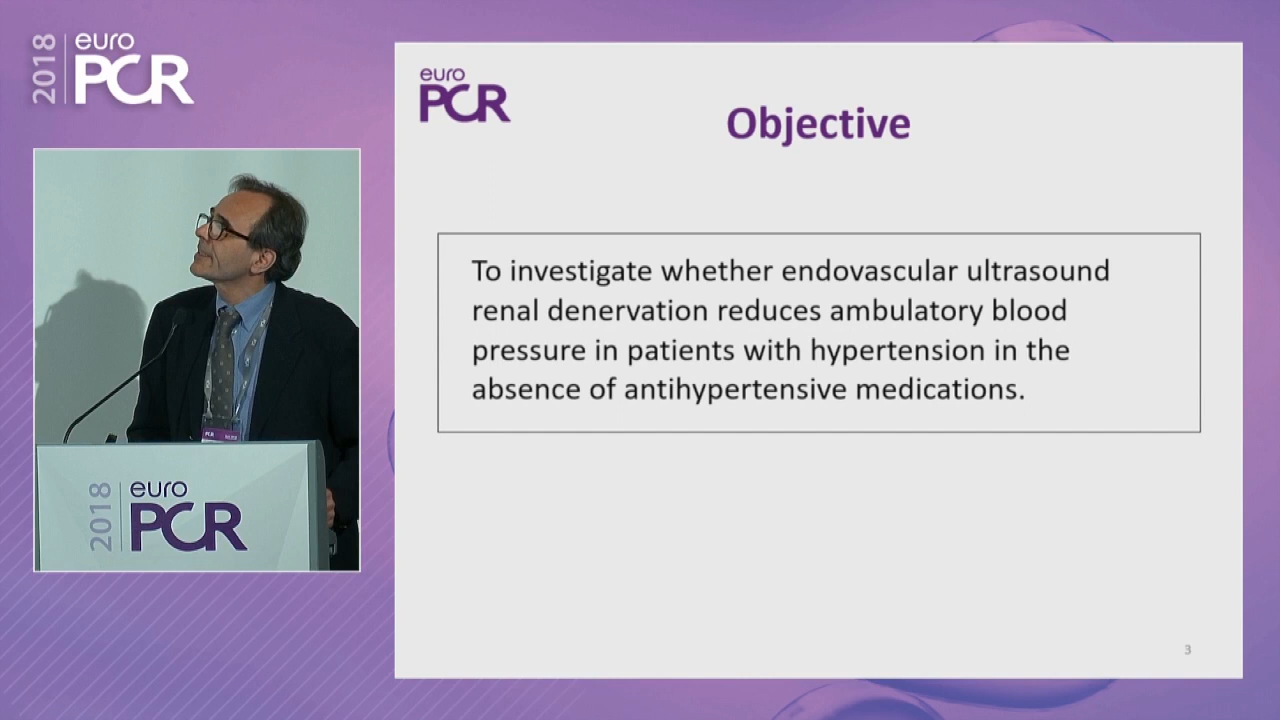 2018
euro
PCR
euro
PCR
Objective
To investigate whether endovascular ultrasound
renal denervation reduces ambulatory blood
pressure in patients with hypertension in the
absence of antihypertensive medications.
3
2018
euro
PCR